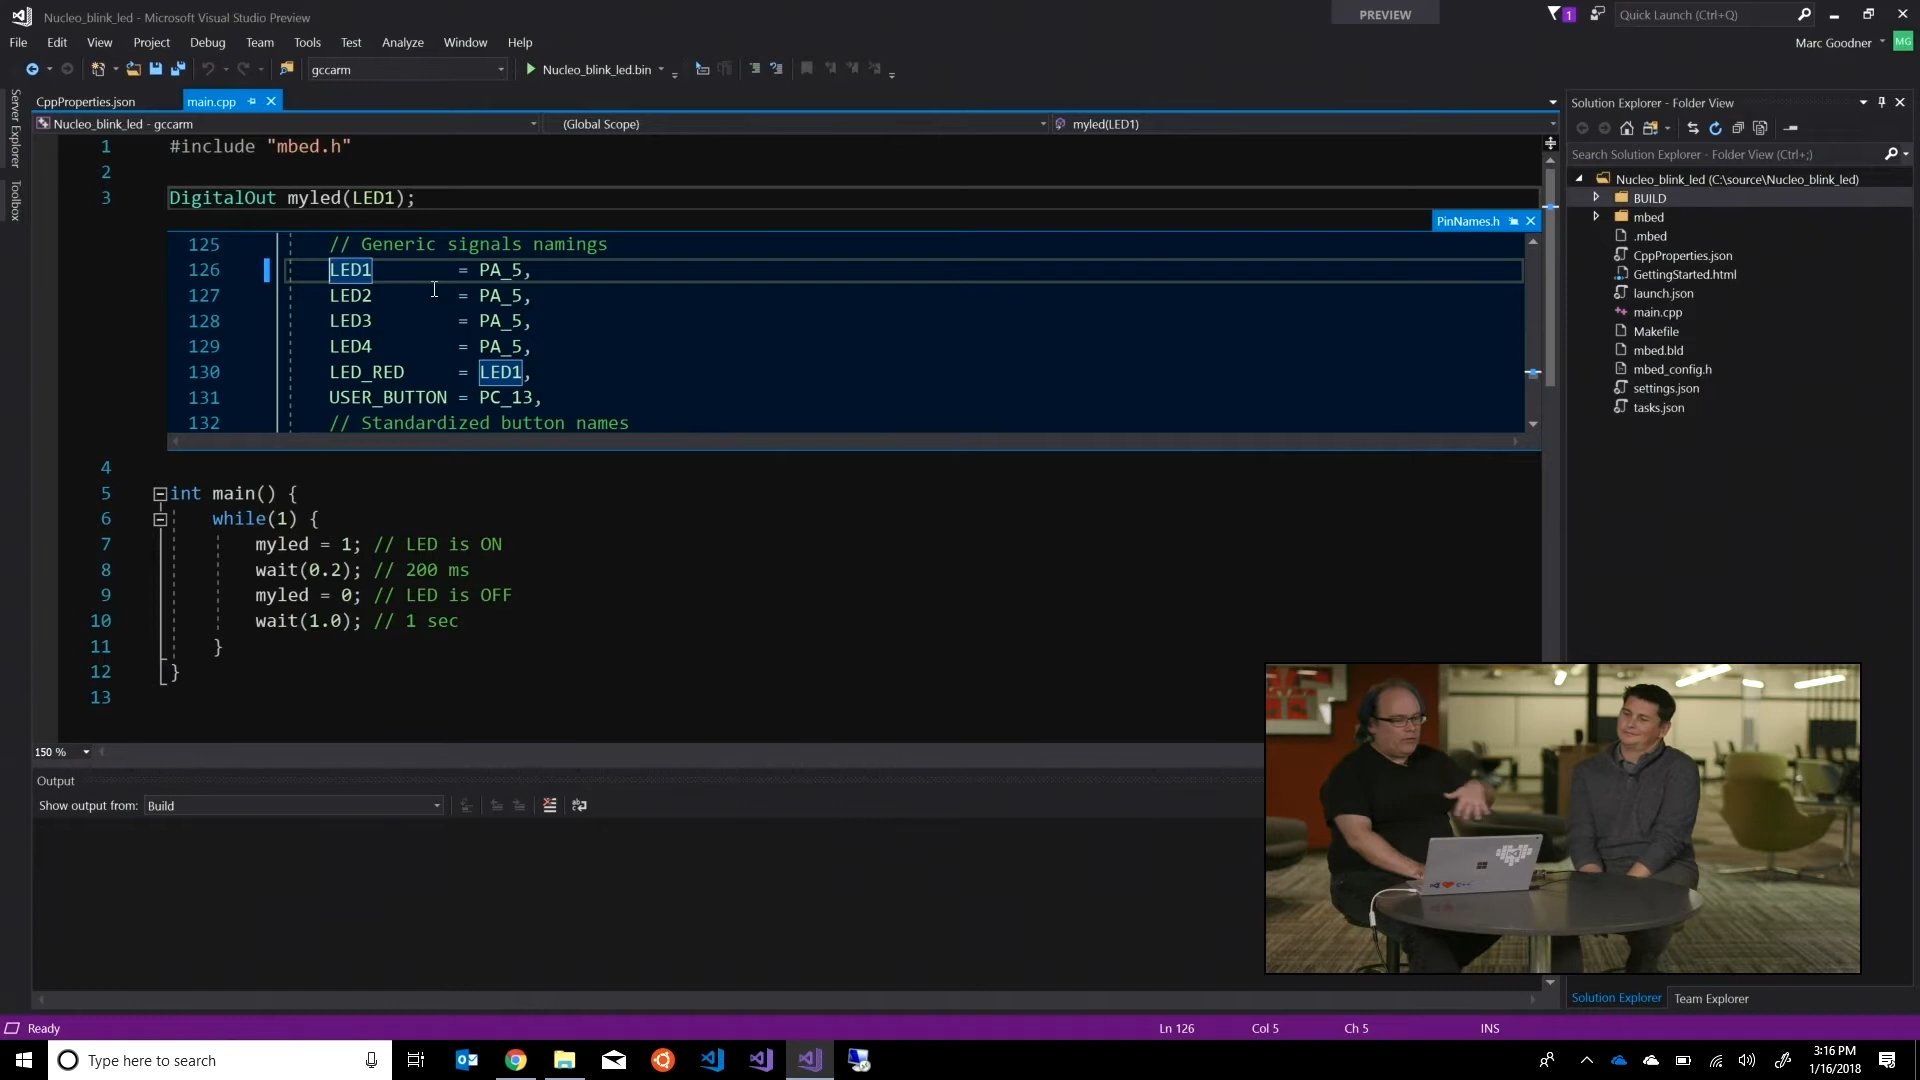 Nucleo_blink_led - Microsoft Visual Studio Preview
PREVIEW
1
Quick Launch (Ctrl+Q)
File Edit View Project Debug Team Tools Test Analyze Window Help
Marc Goodner
MG
gccarm
Nucleo_blink_led.bin
Server Explorer
Toolbox
CppProperties.json
main.cpp
Nucleo_blink_led - gccarm
(Global Scope)
myled(LED1)
1 #include "mbed.h"
2
3 DigitalOut myled(LED1);
PinNames.h
125 // Generic signals namings
126 LED1 = PA_5,
127 LED2 = PA_5,
128 LED3 = PA_5,
129 LED4 = PA_5,
130 LED_RED = LED1,
131 USER_BUTTON = PC_13,
132 // Standardized button names
4
5 int main() {
6 while(1) {
7 myled = 1; // LED is ON
8 wait(0.2); // 200 ms
9 myled = 0; // LED is OFF
10 wait(1.0); // 1 sec
11 }
12 }
13
150 %
Output
Show output from: Build
Solution Explorer - Folder View
Search Solution Explorer - Folder View (Ctrl+;)
Nucleo_blink_led (C:\source\Nucleo_blink_led)
BUILD
mbed
.mbed
CppProperties.json
GettingStarted.html
launch.json
main.cpp
Makefile
mbed.bld
mbed_config.h
settings.json
tasks.json
Solution Explorer Team Explorer
Ready
Ln 126 Col 5 Ch 5 INS
Type here to search
3:16 PM
1/16/2018